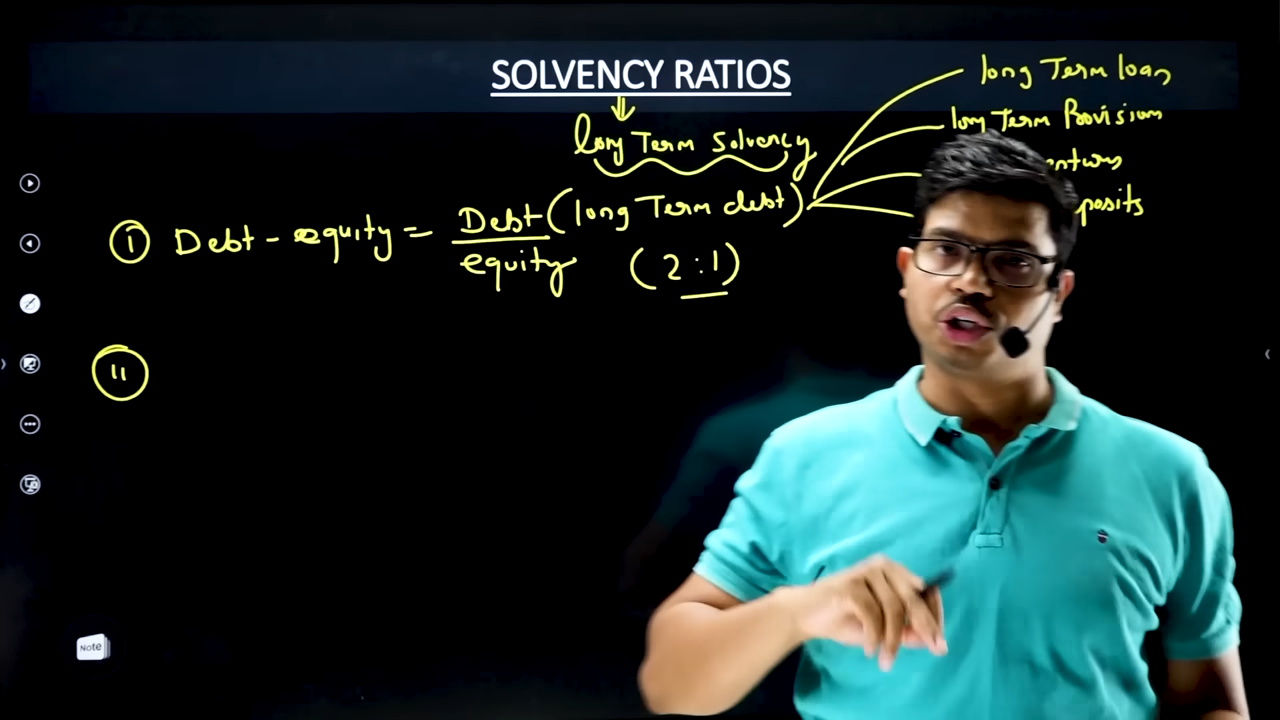 SOLVENCY RATIOS
long Term Solvency
long Term loan
long Term Provision
① Debt - equity = Debt (long Term debt)
equity (2:1)
⑪
Note